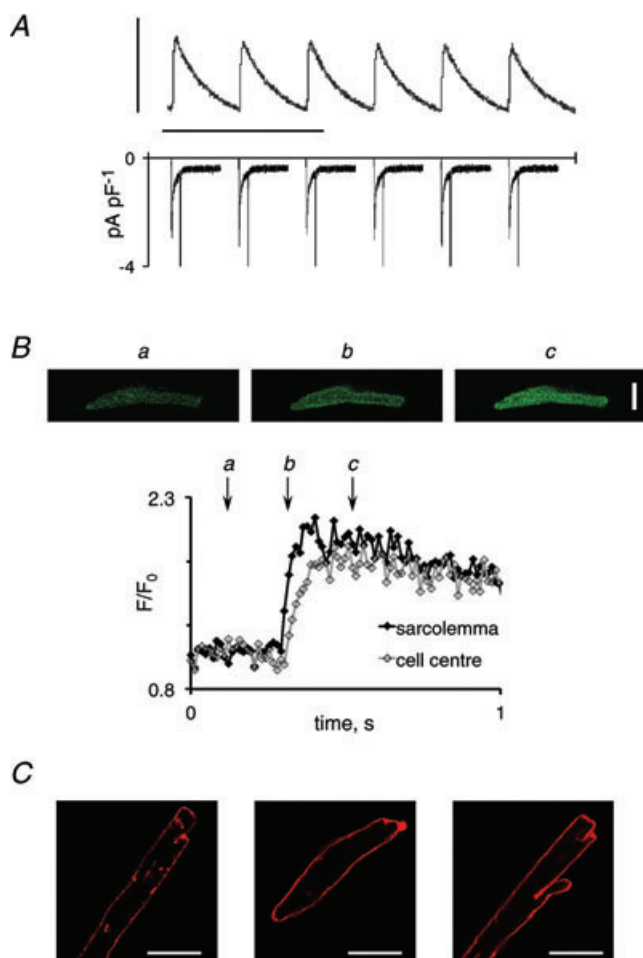 A
0
pA pF-1
-4
B
a b c
a b c
2.3
F/F0
sarcolemma
cell centre
0.8
0 1
time, s
C